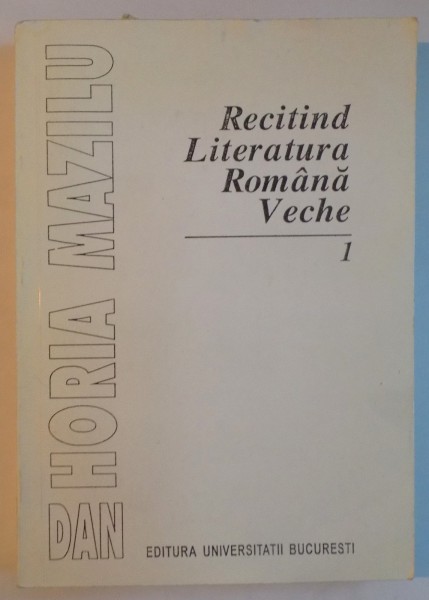 DAN HORIA MAZILU
Recitind
Literatura
Română
Veche
1
EDITURA UNIVERSITATII BUCURESTI